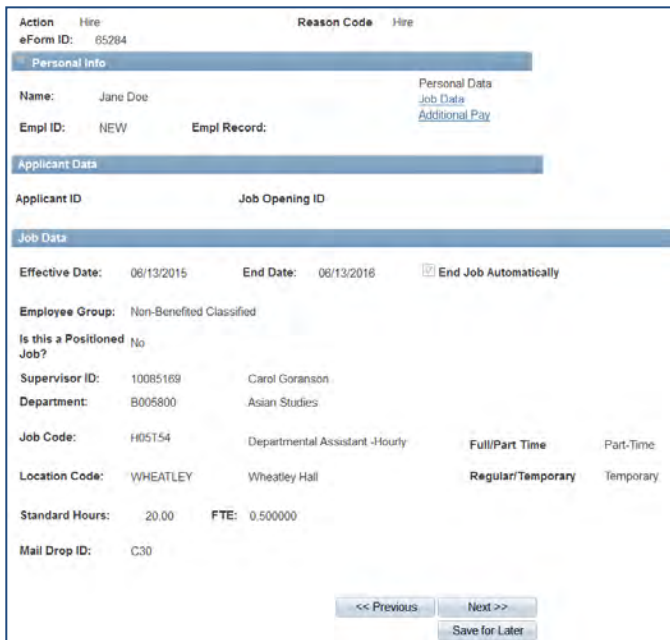 Action Hire Reason Code Hire
eForm ID: 65284
Personal Info
Personal Data
Name: Jane Doe
Job Data
Additional Pay
Empl ID: NEW Empl Record:
Applicant Data
Applicant ID Job Opening ID
Job Data
Effective Date: 06/13/2015 End Date: 06/13/2016 End Job Automatically
Employee Group: Non-Benefited Classified
Is this a Positioned Job? No
Supervisor ID: 10085169 Carol Goranson
Department: B005800 Asian Studies
Job Code: H05T54 Departmental Assistant -Hourly Full/Part Time Part-Time
Location Code: WHEATLEY Wheatley Hall Regular/Temporary Temporary
Standard Hours: 20.00 FTE: 0.500000
Mail Drop ID: C30
<< Previous Next >>
Save for Later